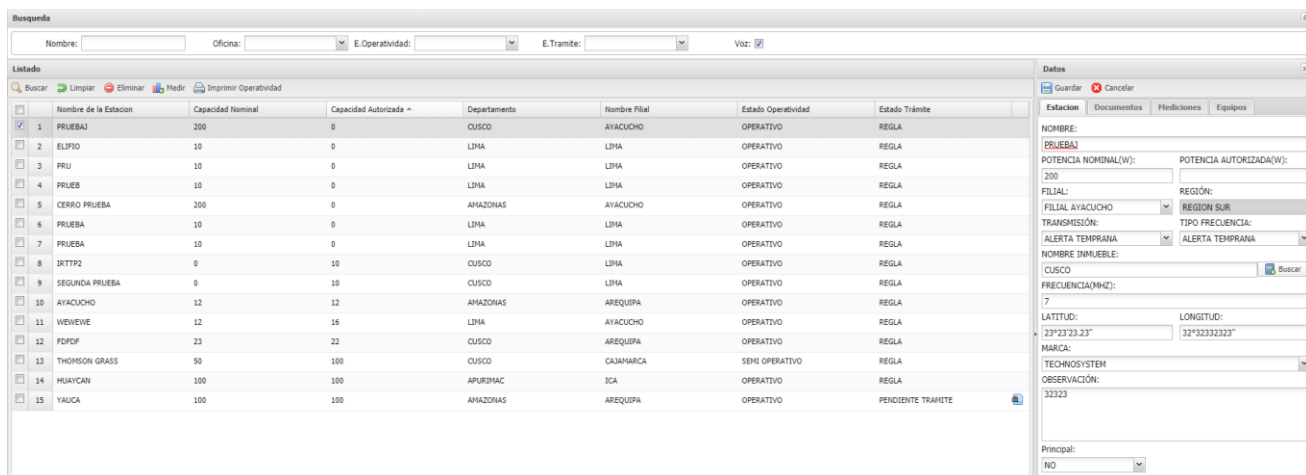 Busqueda
Nombre: Oficina: E.Operatividad: E.Tramite: Voz:
Listado
Buscar Limpiar Eliminar Medir Imprimir Operatividad
Nombre de la Estacion Capacidad Nominal Capacidad Autorizada Departamento Nombre Filial Estado Operatividad Estado Trámite
1 PRUEBAJ 200 0 CUSCO AYACUCHO OPERATIVO REGLA
2 ELIFIO 10 0 LIMA LIMA OPERATIVO REGLA
3 PRU 10 0 LIMA LIMA OPERATIVO REGLA
4 PRUEB 10 0 LIMA LIMA OPERATIVO REGLA
5 CERRO PRUEBA 200 0 AMAZONAS AYACUCHO OPERATIVO REGLA
6 PRUEBA 10 0 LIMA LIMA OPERATIVO REGLA
7 PRUEBA 10 0 LIMA LIMA OPERATIVO REGLA
8 IRTTP2 0 10 CUSCO LIMA OPERATIVO REGLA
9 SEGUNDA PRUEBA 0 10 CUSCO LIMA OPERATIVO REGLA
10 AYACUCHO 12 12 AMAZONAS AREQUIPA OPERATIVO REGLA
11 WEWEWE 12 16 LIMA AYACUCHO OPERATIVO REGLA
12 FDFDF 23 22 CUSCO AREQUIPA OPERATIVO REGLA
13 THOMSON GRASS 50 100 CUSCO CAJAMARCA SEMI OPERATIVO REGLA
14 HUAYCAN 100 100 APURIMAC ICA OPERATIVO REGLA
15 YAUCA 100 100 AMAZONAS AREQUIPA OPERATIVO PENDIENTE TRAMITE
Datos
Guardar Cancelar
Estacion Documentos Mediciones Equipos
NOMBRE:
PRUEBAJ
POTENCIA NOMINAL(W): POTENCIA AUTORIZADA(W):
200
FILIAL: REGIÓN:
FILIAL AYACUCHO REGION SUR
TRANSMISIÓN: TIPO FRECUENCIA:
ALERTA TEMPRANA ALERTA TEMPRANA
NOMBRE INMUEBLE:
CUSCO Buscar
FRECUENCIA(MHZ):
7
LATITUD: LONGITUD:
23°23'23.23" 32°32332323"
MARCA:
TECHNOSYSTEM
OBSERVACIÓN:
32323
Principal:
NO